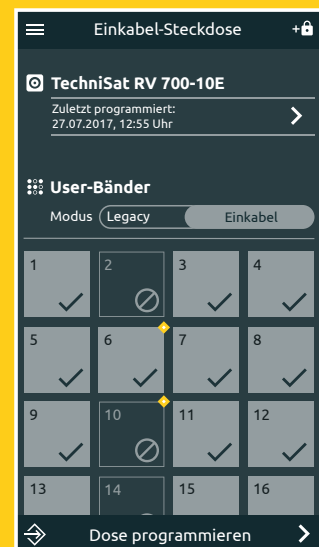 Einkabel-Steckdose
+
TechniSat RV 700-10E
Zuletzt programmiert:
27.07.2017, 12:55 Uhr
User-Bänder
Modus Legacy Einkabel
1 2 3 4
5 6 7 8
9 10 11 12
13 14 15 16
Dose programmieren